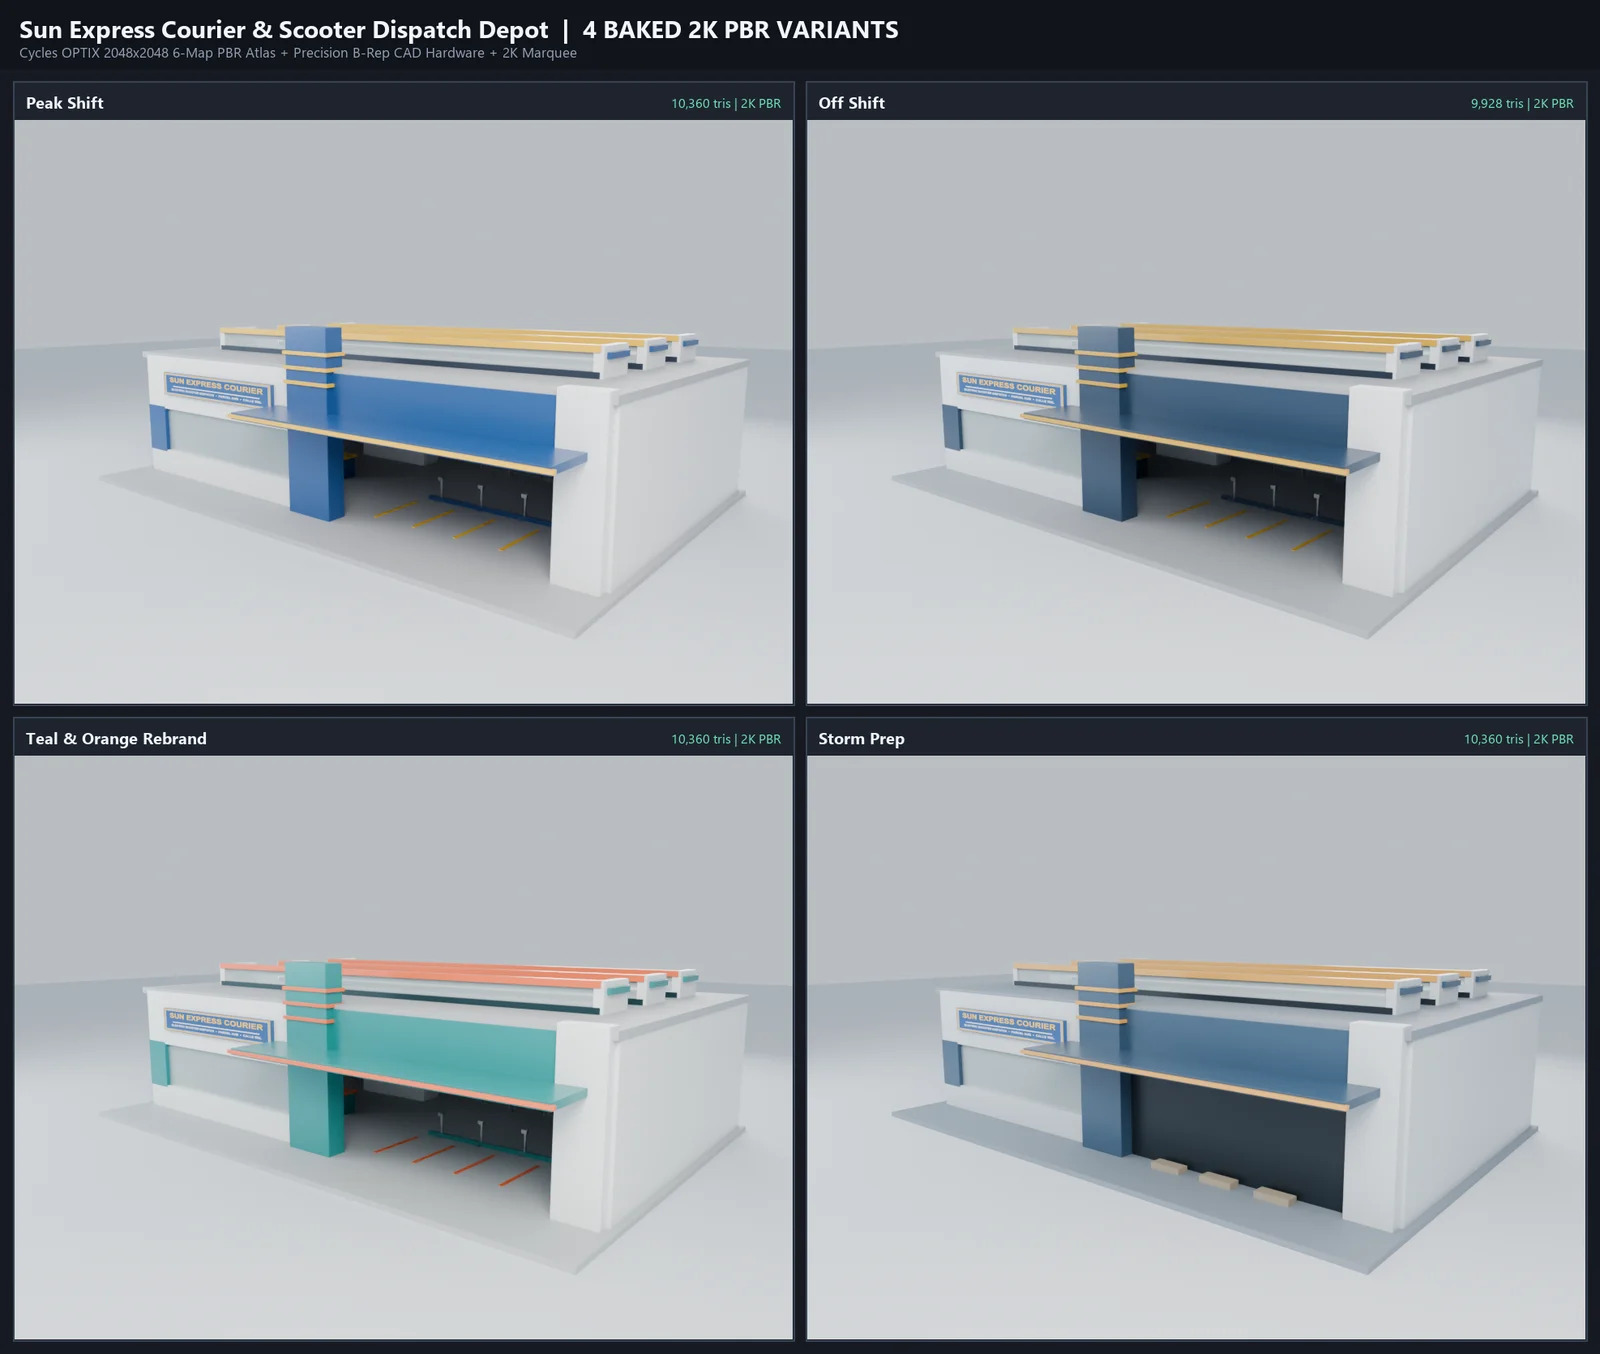 Sun Express Courier & Scooter Dispatch Depot | 4 BAKED 2K PBR VARIANTS
Cycles OPTIX 2048x2048 6-Map PBR Atlas + Precision B-Rep CAD Hardware + 2K Marquee
Peak Shift
10,360 tris | 2K PBR
Off Shift
9,928 tris | 2K PBR
SUN EXPRESS COURIER
SUN EXPRESS COURIER
Teal & Orange Rebrand
10,360 tris | 2K PBR
Storm Prep
10,360 tris | 2K PBR
SUN EXPRESS COURIER
SUN EXPRESS COURIER